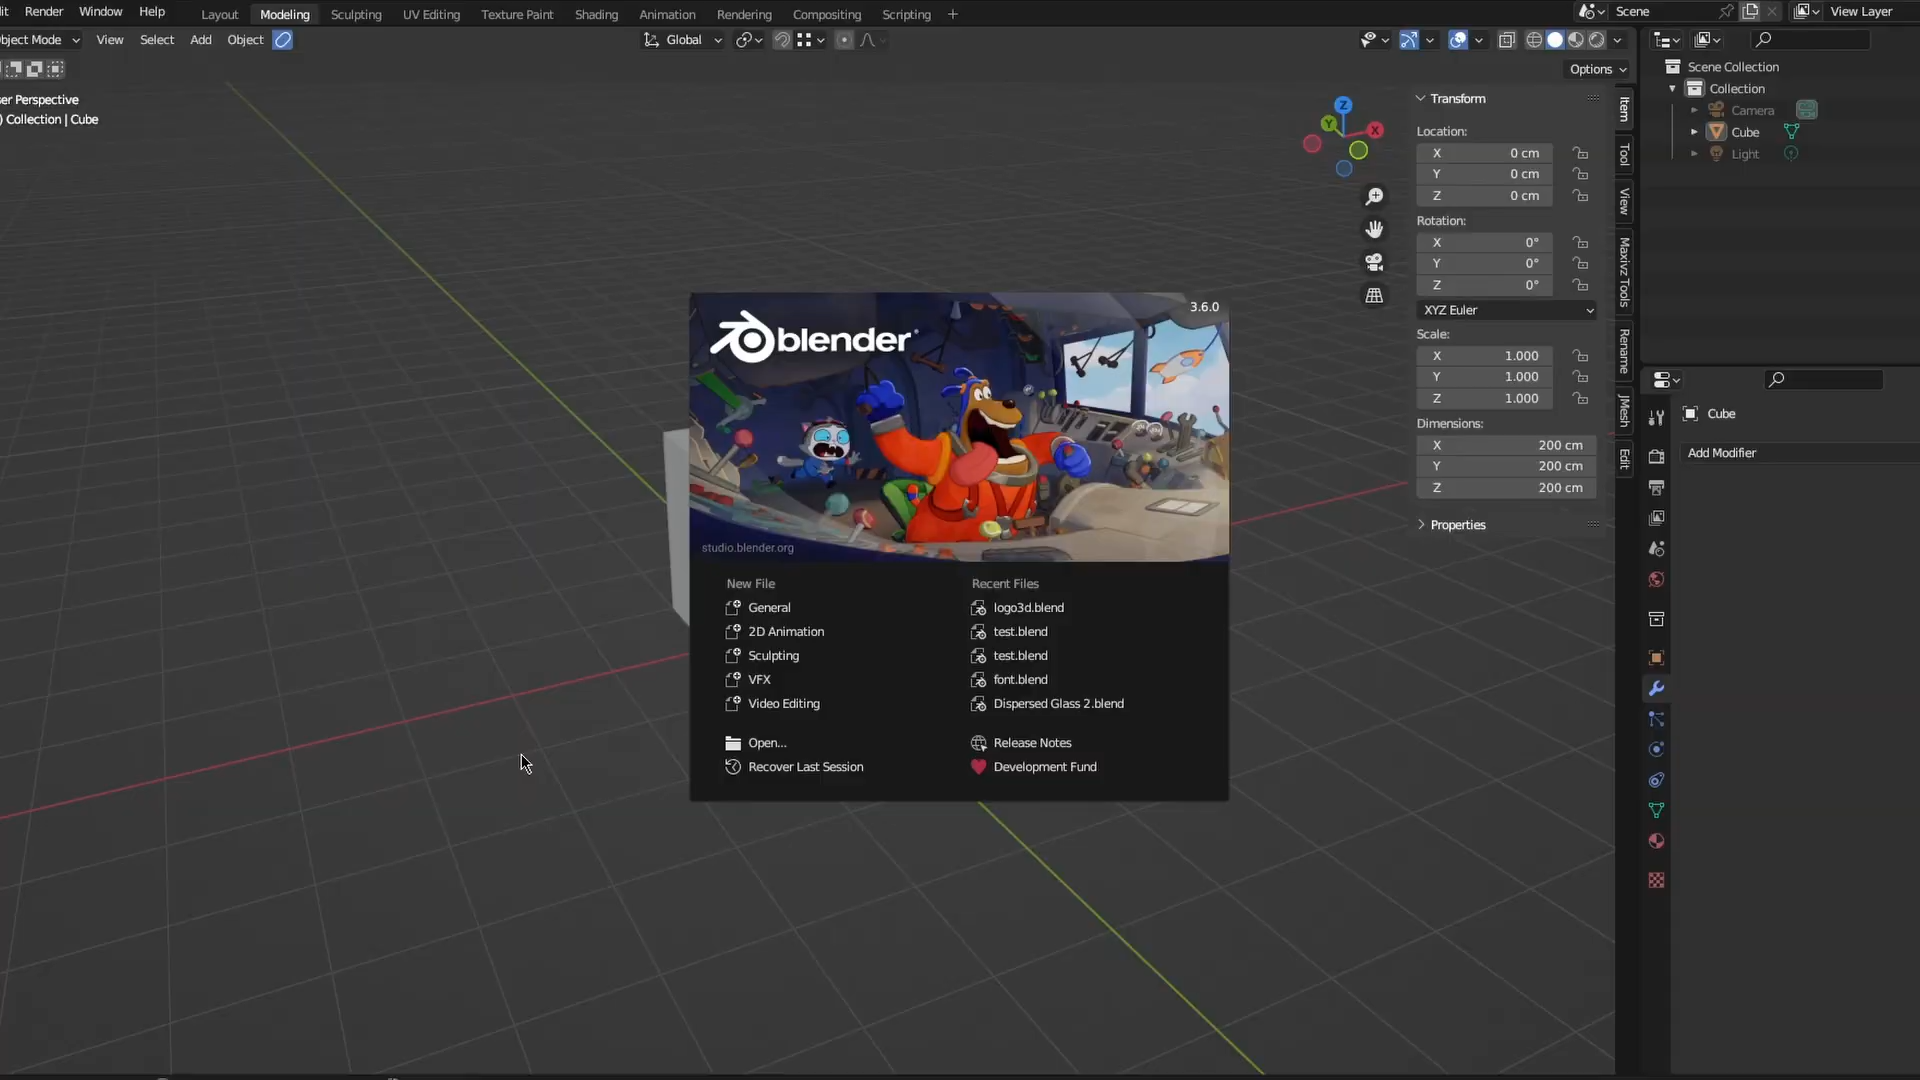 it Render Window Help Layout Modeling Sculpting UV Editing Texture Paint Shading Animation Rendering Compositing Scripting + Scene View Layer
bject Mode View Select Add Object Global
Options
ser Perspective
) Collection | Cube
Z
Y
X
Transform
Location:
X 0 cm
Y 0 cm
Z 0 cm
Rotation:
X 0°
Y 0°
Z 0°
XYZ Euler
Scale:
X 1.000
Y 1.000
Z 1.000
Dimensions:
X 200 cm
Y 200 cm
Z 200 cm
Properties
Item
Tool
View
Maxivz Tools
Rename
JMesh
Edit
Scene Collection
Collection
Camera
Cube
Light
Cube
Add Modifier
3.6.0
blender
studio.blender.org
New File
General
2D Animation
Sculpting
VFX
Video Editing
Open...
Recover Last Session
Recent Files
logo3d.blend
test.blend
test.blend
font.blend
Dispersed Glass 2.blend
Release Notes
Development Fund